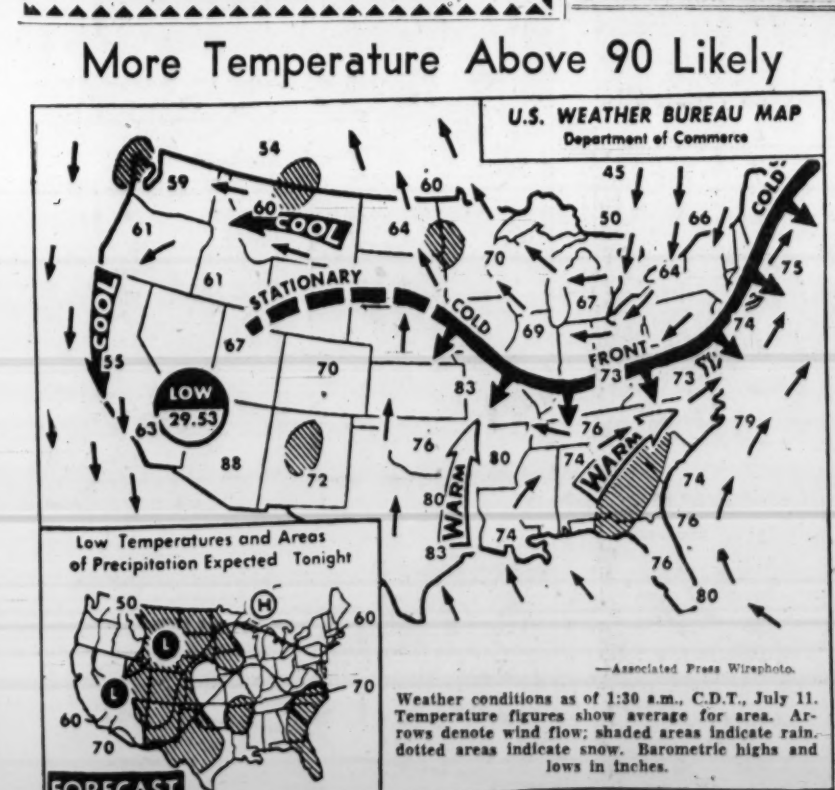 More Temperature Above 90 Likely
U.S. WEATHER BUREAU MAP
Department of Commerce
54
45
COLD
59
60
60
COOL
64
50
66
61
70
64
75
61
STATIONARY
67
COLD
COOL
67
69
74
FRONT
55
70
73
73
83
LOW
29.53
63
76
76
79
80
74
WARM
88
72
80
WARM
74
74
76
83
76
80
Low Temperatures and Areas
of Precipitation Expected Tonight
50
H
60
L
L
70
60
70
FORECAST
—Associated Press Wirephoto.
Weather conditions as of 1:30 a.m., C.D.T., July 11.
Temperature figures show average for area. Ar-
rows denote wind flow; shaded areas indicate rain,
dotted areas indicate snow. Barometric highs and
lows in inches.